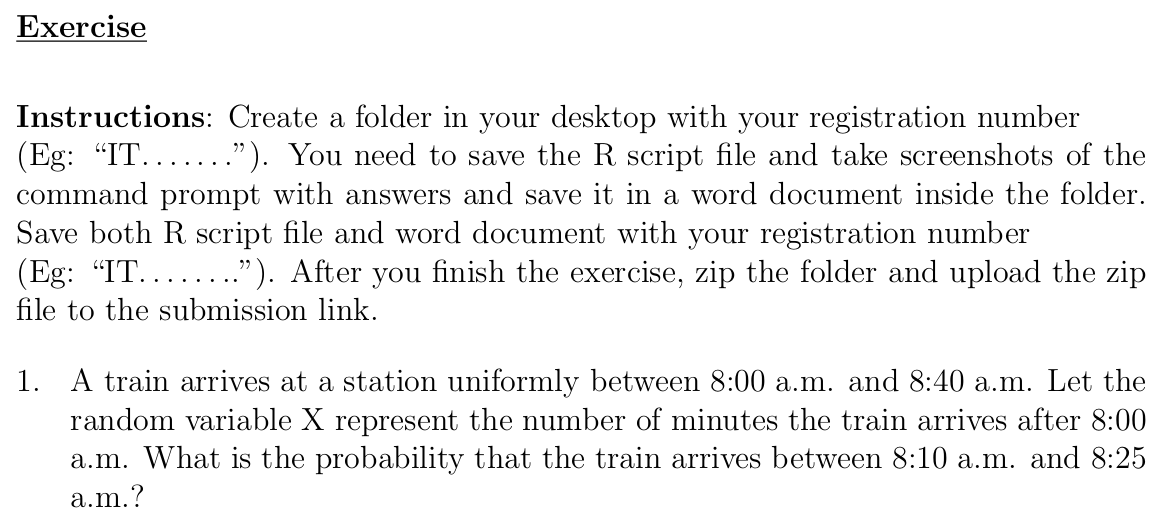 Exercise
Instructions: Create a folder in your desktop with your registration number
(Eg: “IT.......”). You need to save the R script file and take screenshots of the
command prompt with answers and save it in a word document inside the folder.
Save both R script file and word document with your registration number
(Eg: “IT........”). After you finish the exercise, zip the folder and upload the zip
file to the submission link.
1. A train arrives at a station uniformly between 8:00 a.m. and 8:40 a.m. Let the
random variable X represent the number of minutes the train arrives after 8:00
a.m. What is the probability that the train arrives between 8:10 a.m. and 8:25
a.m.?